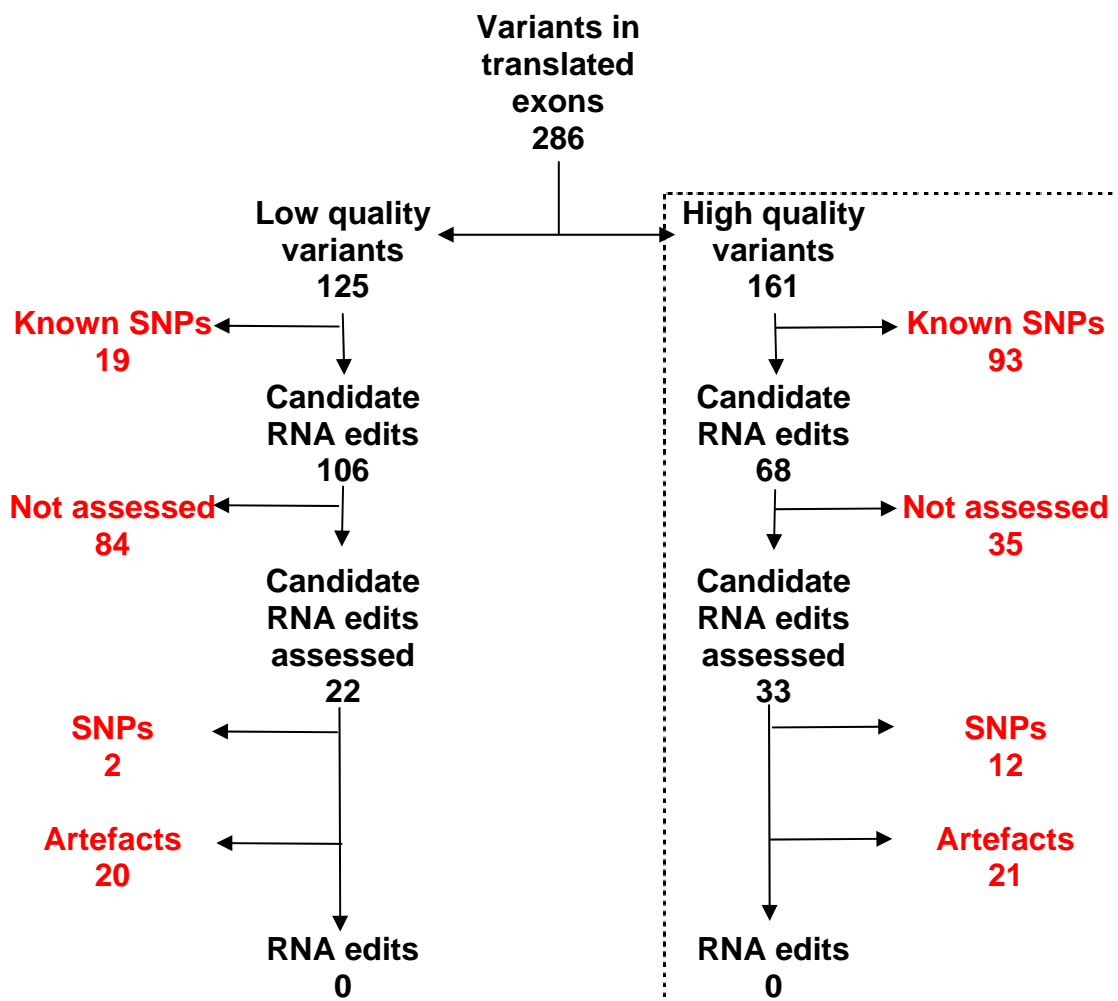 Variants in
translated
exons
286
Low quality
variants
125
High quality
variants
161
Known SNPs
19
Known SNPs
93
Candidate
RNA edits
106
Candidate
RNA edits
68
Not assessed
84
Not assessed
35
Candidate
RNA edits
assessed
22
Candidate
RNA edits
assessed
33
SNPs
2
SNPs
12
Artefacts
20
Artefacts
21
RNA edits
0
RNA edits
0